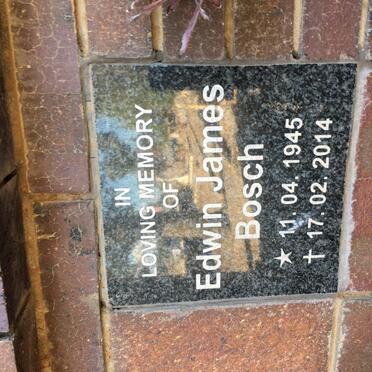 IN
LOVING MEMORY
OF
Edwin James
Bosch
★ 11. 04. 1945
✝ 17. 02. 2014